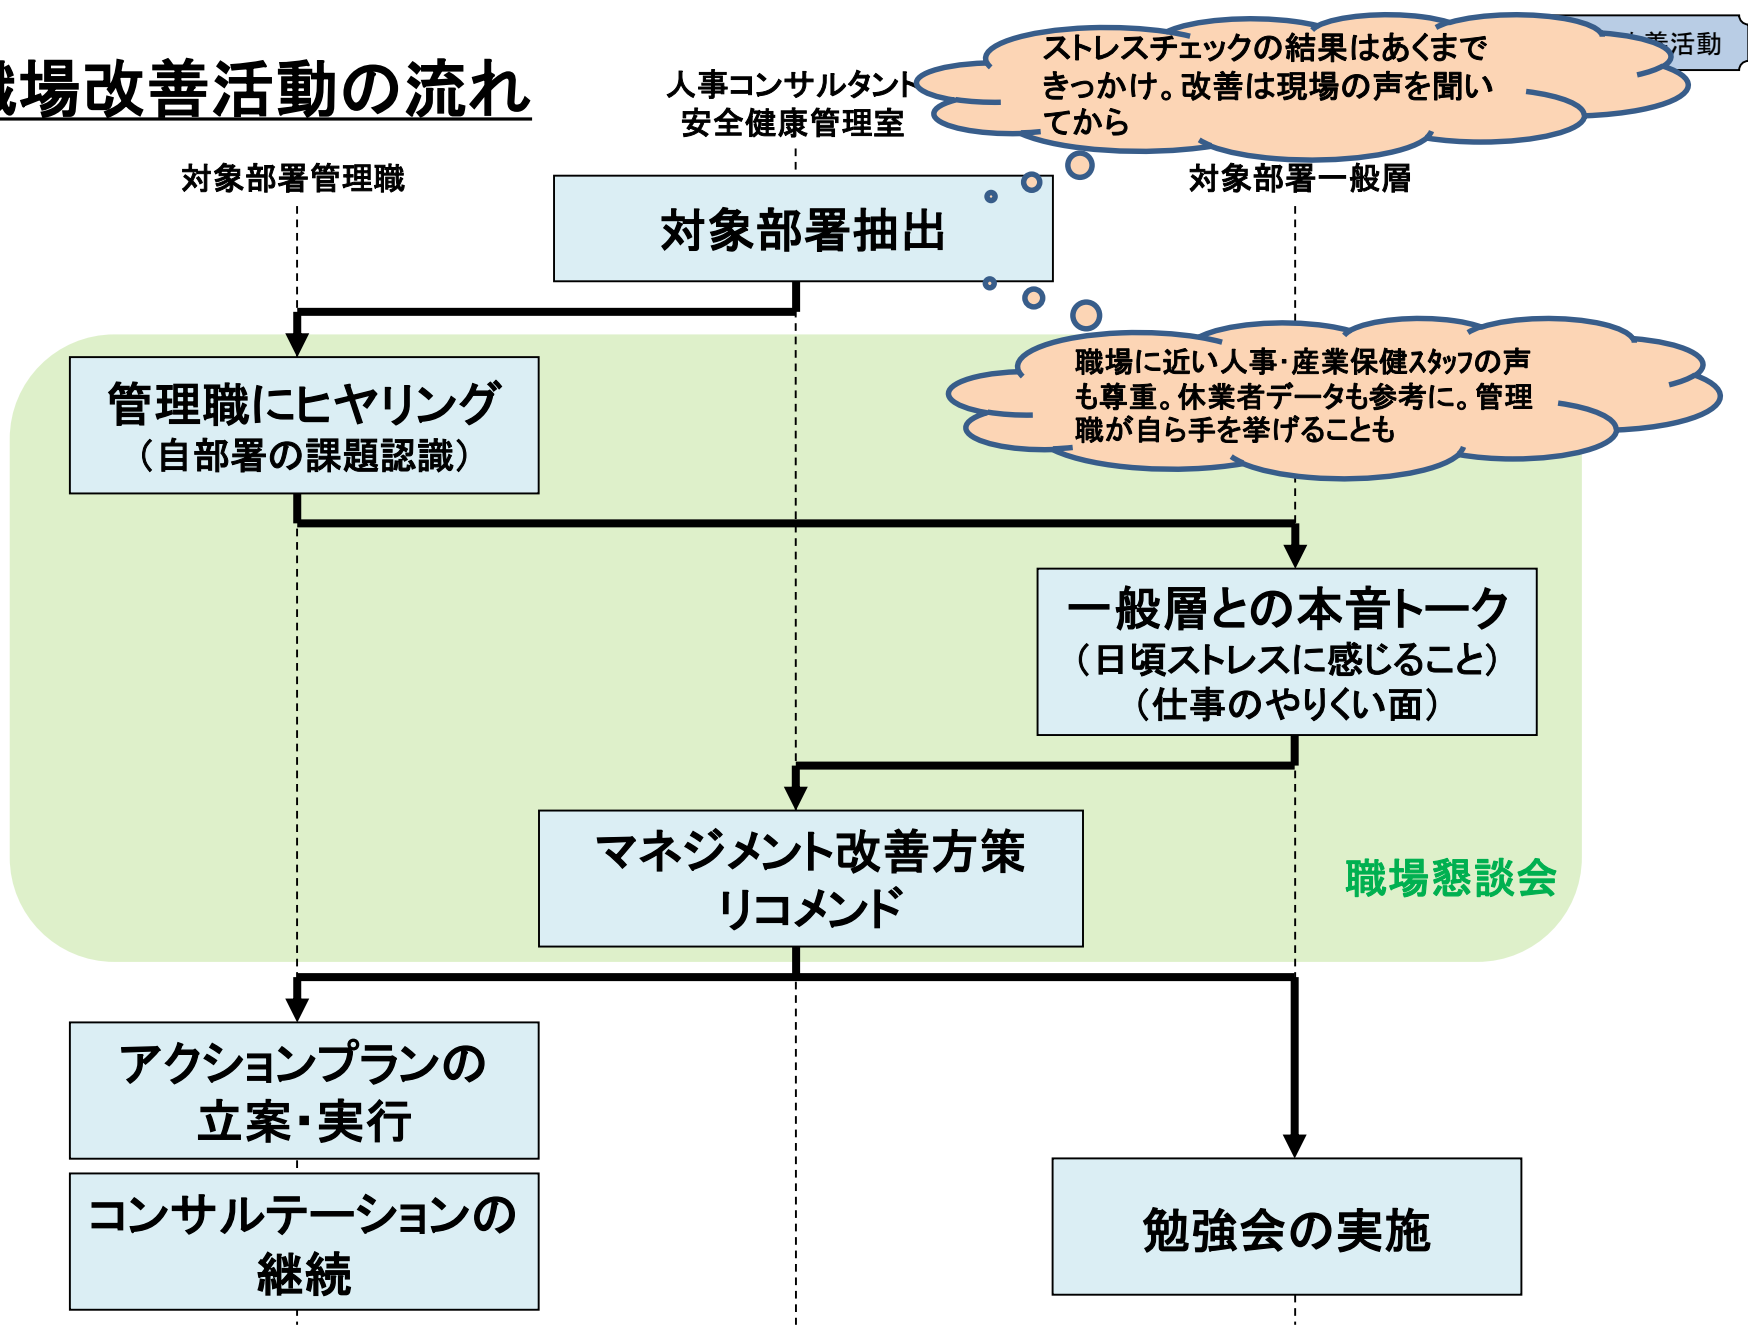 場改善活動の流れ
人事コンサルタント
安全健康管理室
ストレスチェックの結果はあくまで
きっかけ。改善は現場の声を聞い
てから
善活動
対象部署管理職
対象部署一般層
対象部署抽出
職場に近い人事・産業保健スタッフの声
も尊重。休業者データも参考に。管理
職が自ら手を挙げることも
管理職にヒヤリング
（自部署の課題認識）
一般層との本音トーク
（日頃ストレスに感じること）
（仕事のやりくい面）
マネジメント改善方策
リコメンド
職場懇談会
アクションプランの
立案・実行
コンサルテーションの
継続
勉強会の実施